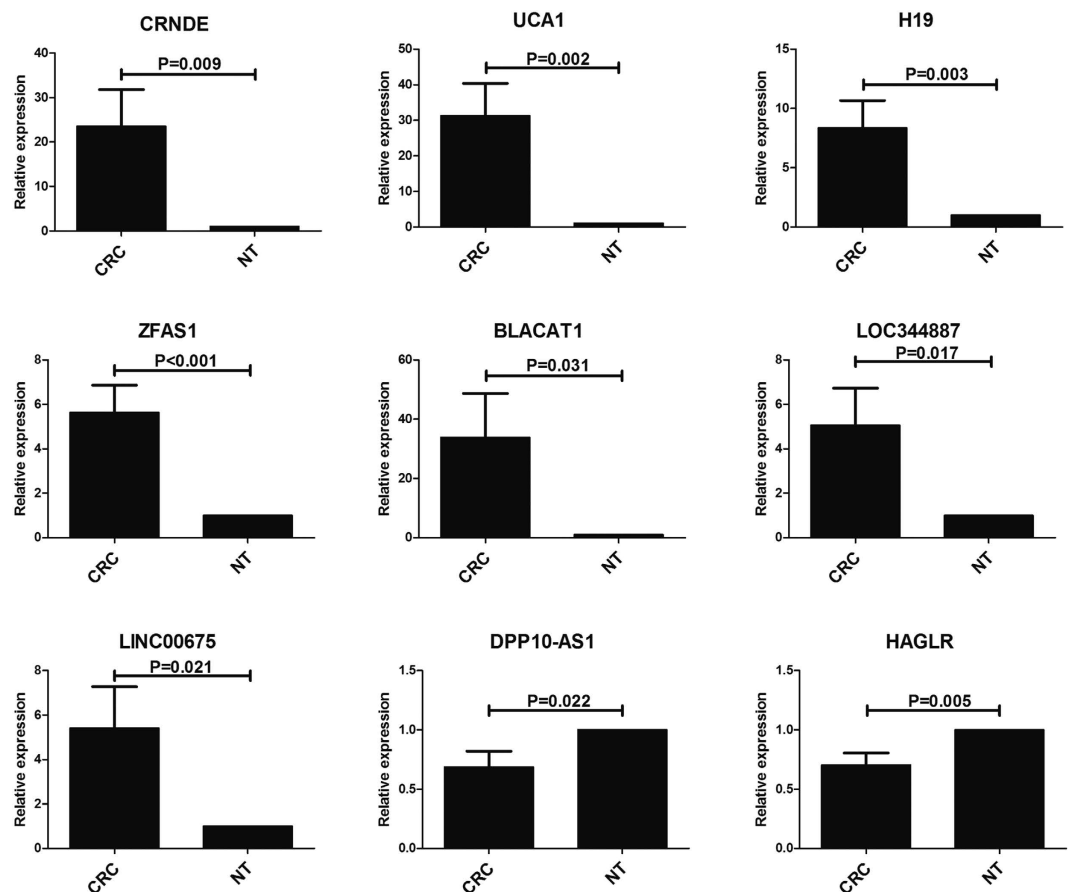 CRNDE
Relative expression
40
30
20
10
0
P=0.009
CRC
NT
UCA1
Relative expression
50
40
30
20
10
0
P=0.002
CRC
NT
H19
Relative expression
15
10
5
0
P=0.003
CRC
NT
ZFAS1
Relative expression
8
6
4
2
0
P<0.001
CRC
NT
BLACAT1
Relative expression
60
40
20
0
P=0.031
CRC
NT
LOC344887
Relative expression
8
6
4
2
0
P=0.017
CRC
NT
LINC00675
Relative expression
8
6
4
2
0
P=0.021
CRC
NT
DPP10-AS1
Relative expression
1.5
1.0
0.5
0.0
P=0.022
CRC
NT
HAGLR
Relative expression
1.5
1.0
0.5
0.0
P=0.005
CRC
NT